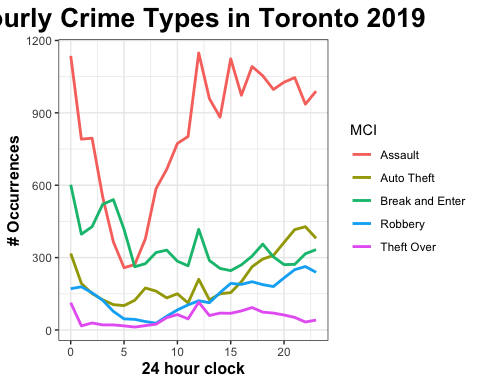 ourly Crime Types in Toronto 2019
1200
900
600
300
0
# Occurrences
0 5 10 15 20
24 hour clock
MCI
Assault
Auto Theft
Break and Enter
Robbery
Theft Over